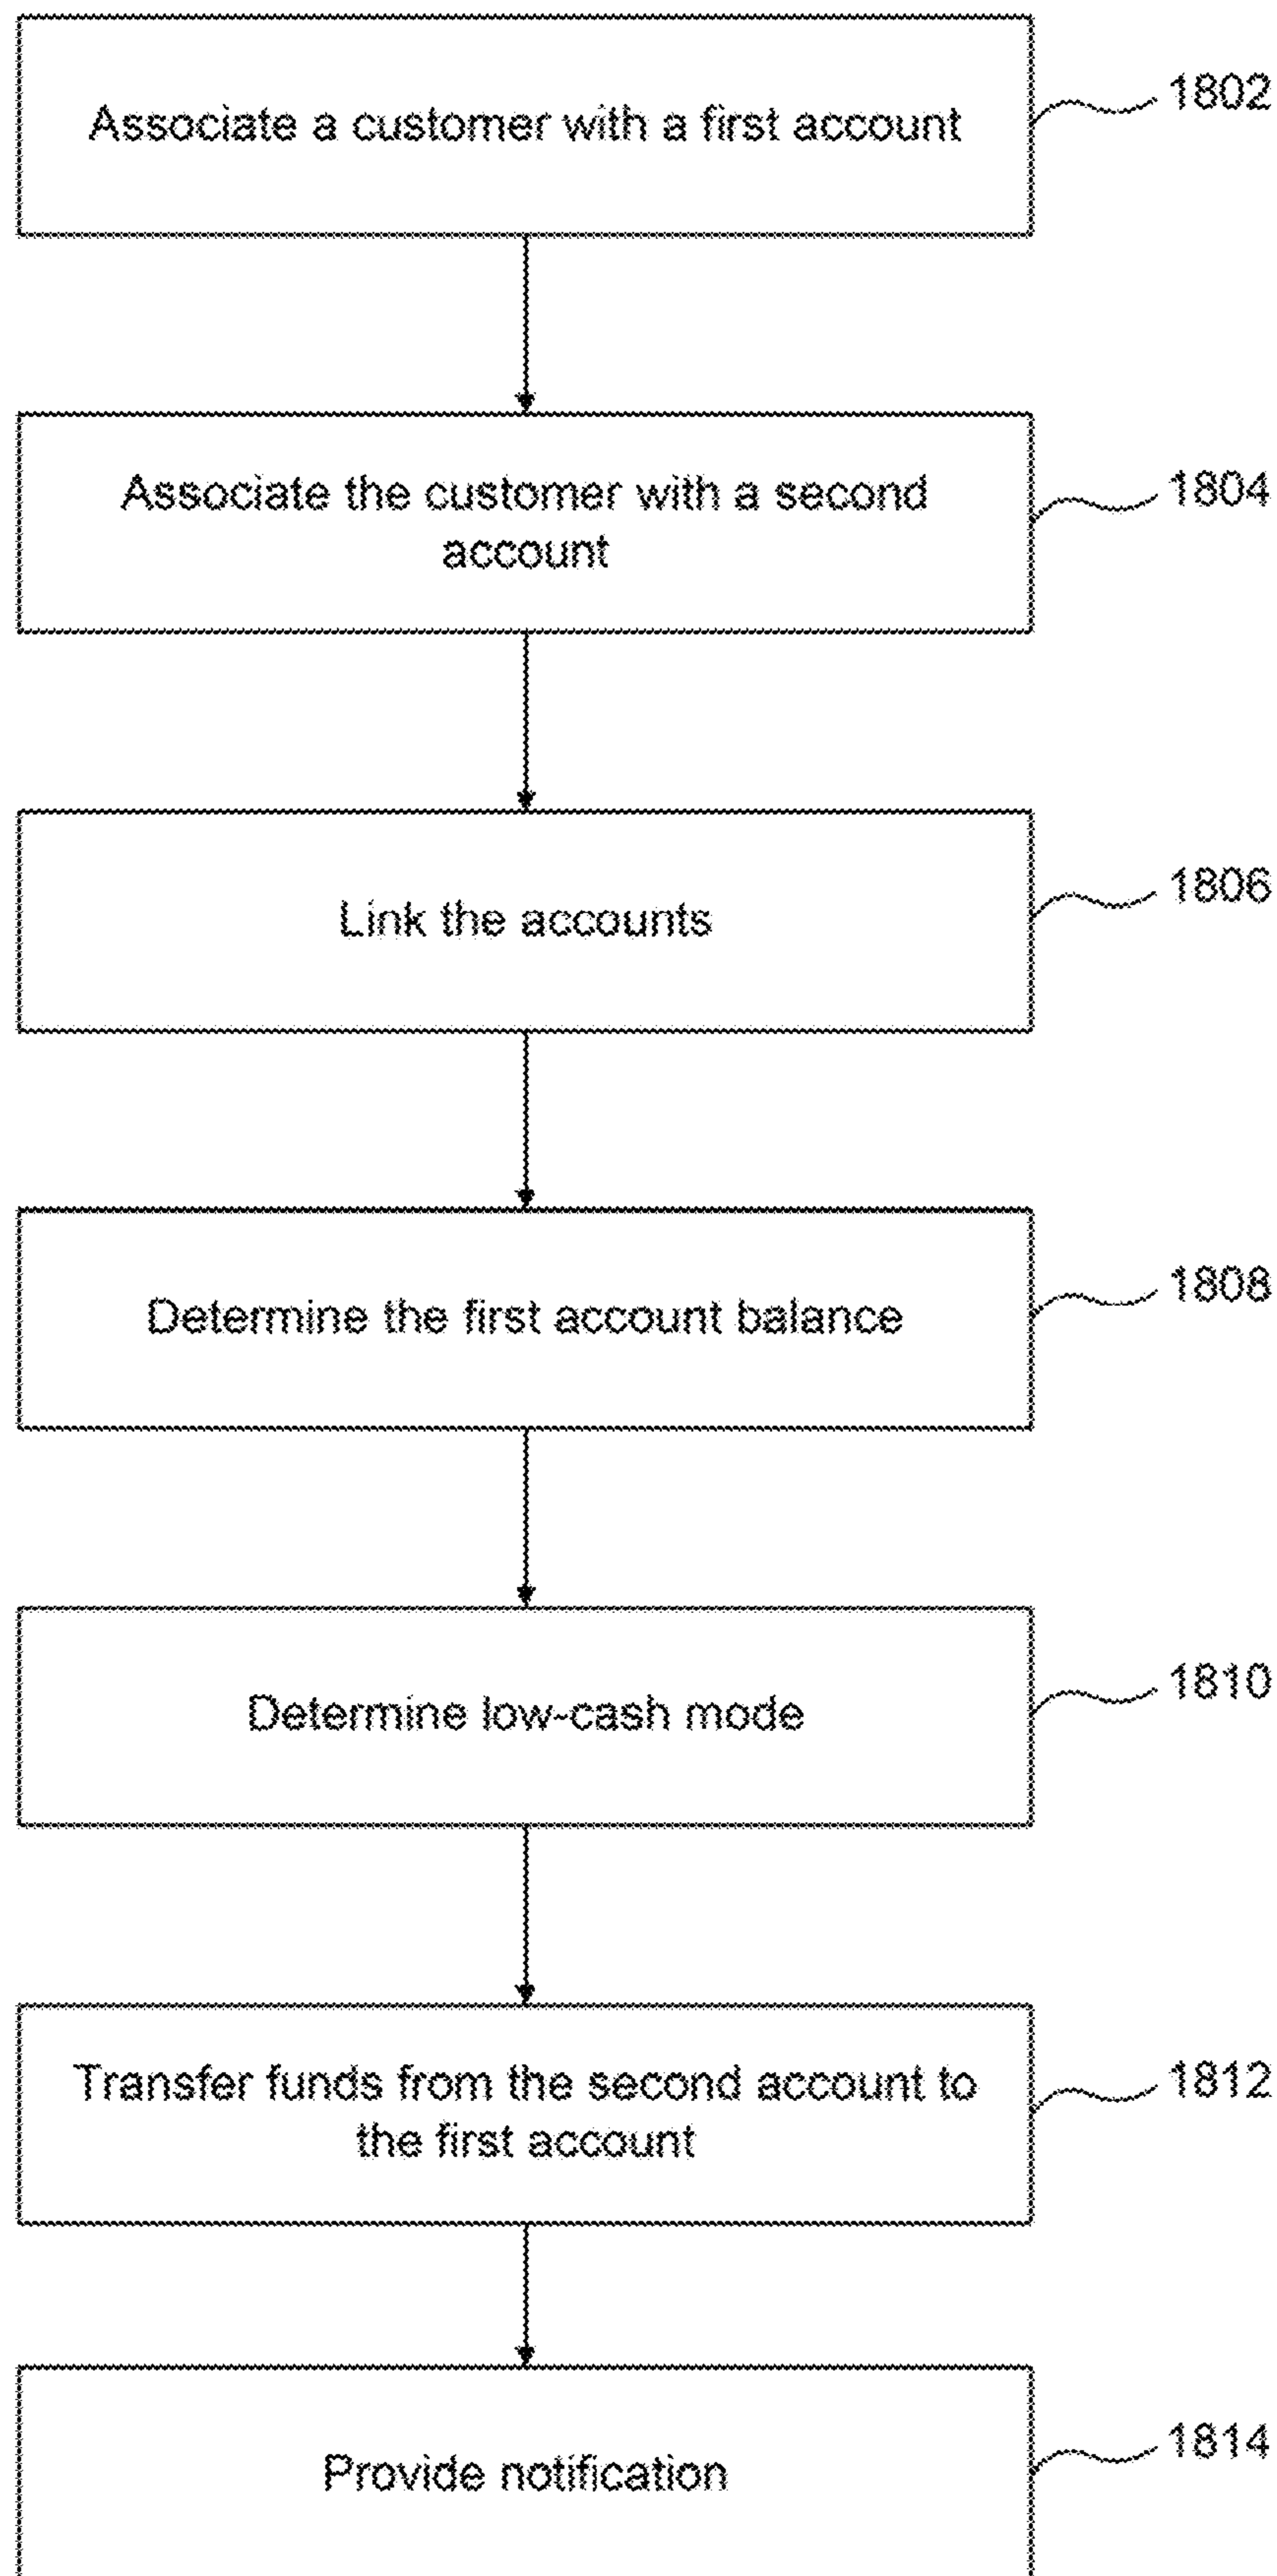 Associate a customer with a first account
1802
Associate the customer with a second
account
1804
Link the accounts
1806
Determine the first account balance
1808
Determine low-cash mode
1810
Transfer funds from the second account to
the first account
1812
Provide notification
1814